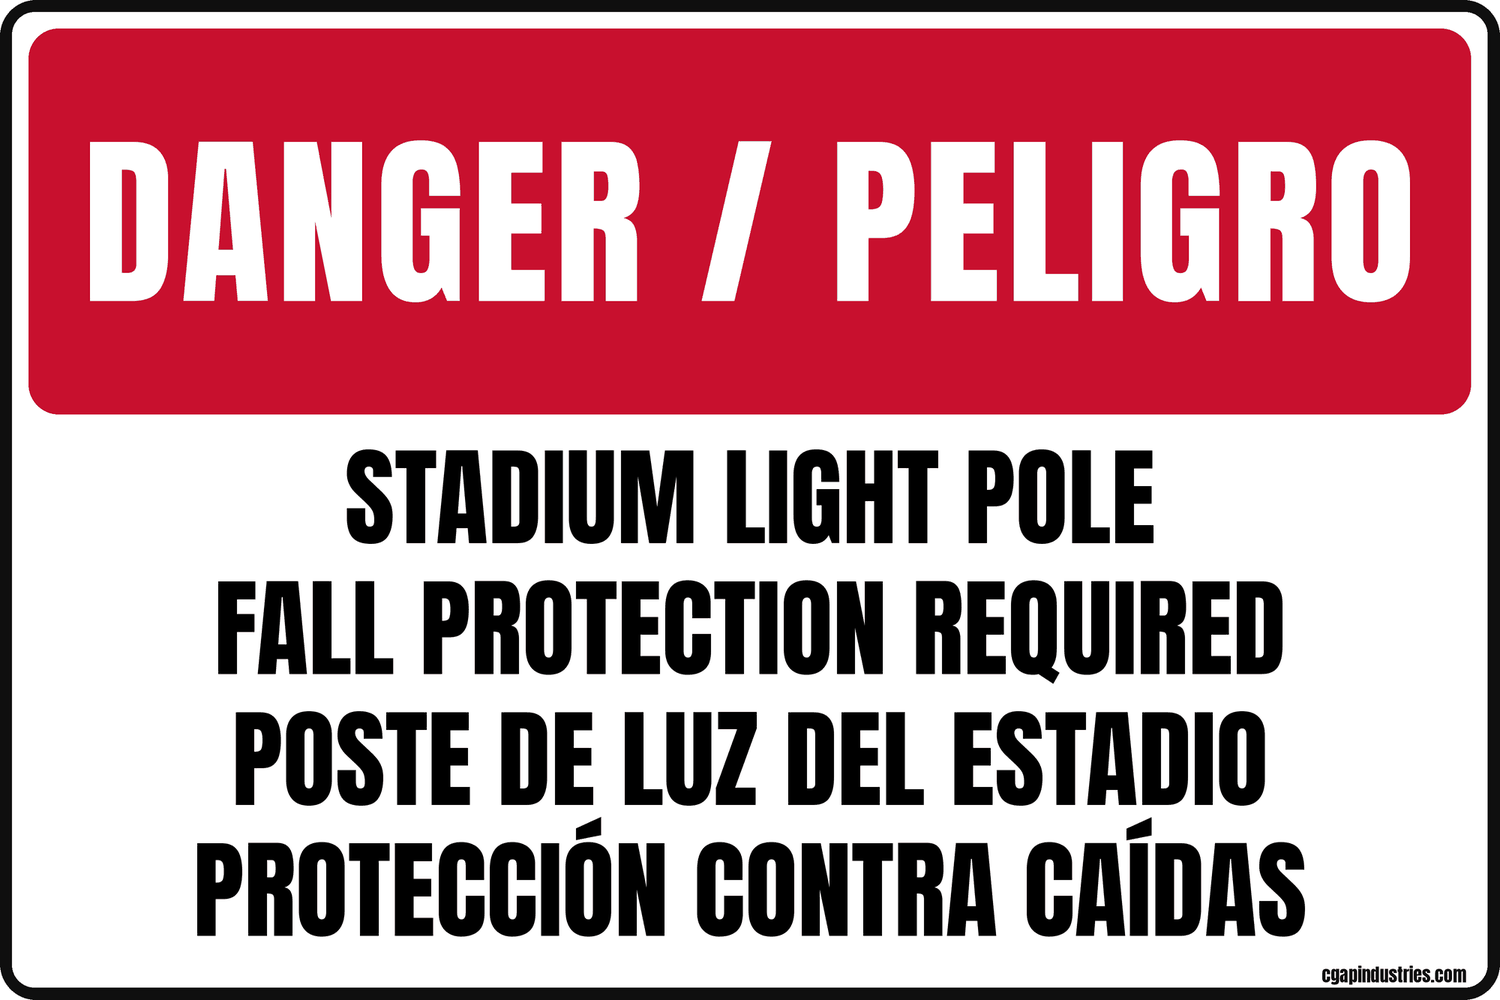 DANGER / PELIGRO
STADIUM LIGHT POLE
FALL PROTECTION REQUIRED
POSTE DE LUZ DEL ESTADIO
PROTECCIÓN CONTRA CAÍDAS
cgapindustries.com